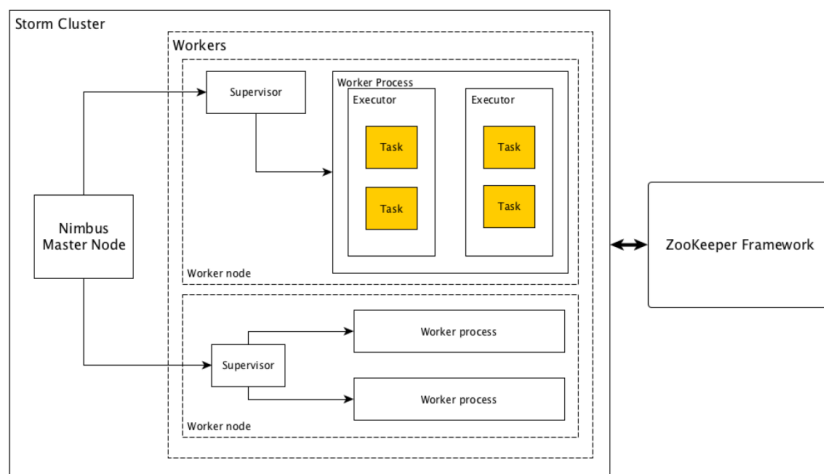 Storm Cluster
Workers
Supervisor
Worker Process
Executor
Executor
Task
Task
Task
Task
Worker node
Nimbus
Master Node
Supervisor
Worker process
Worker process
Worker node
ZooKeeper Framework